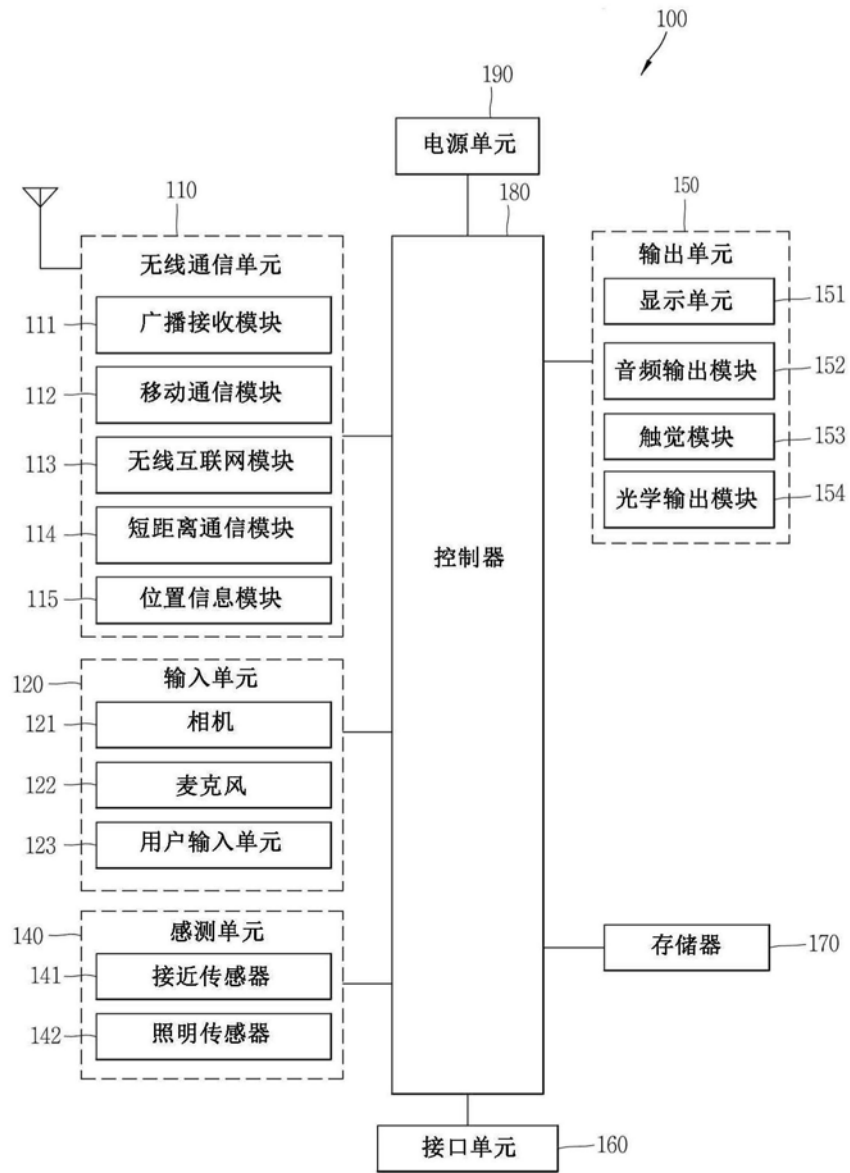 100
190
电源单元
110
无线通信单元
111
广播接收模块
112
移动通信模块
113
无线互联网模块
114
短距离通信模块
115
位置信息模块
120
输入单元
121
相机
122
麦克风
123
用户输入单元
140
感测单元
141
接近传感器
142
照明传感器
180
控制器
150
输出单元
显示单元
151
音频输出模块
152
触觉模块
153
光学输出模块
154
存储器
170
接口单元
160